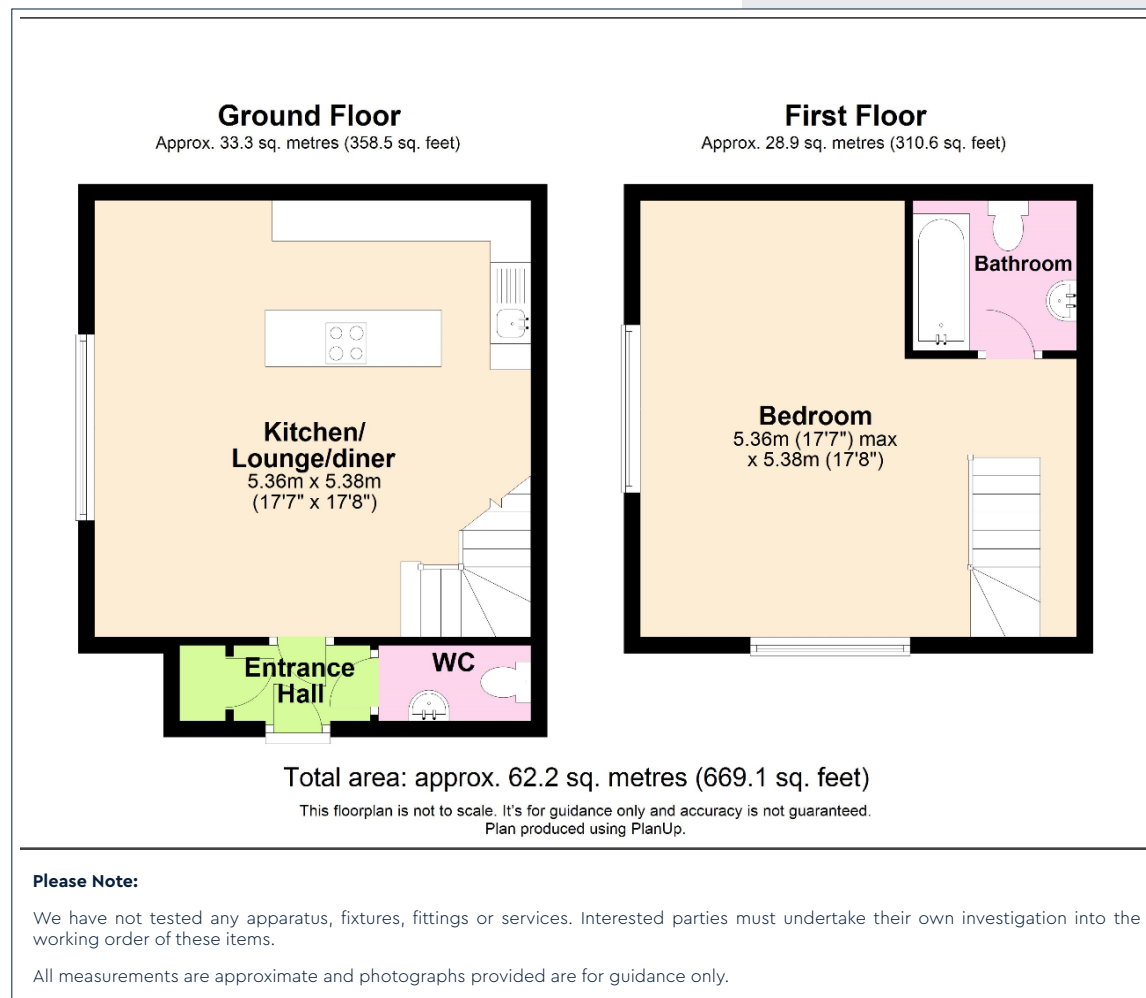 Ground Floor
Approx. 33.3 sq. metres (358.5 sq. feet)
Kitchen/
Lounge/diner
5.36m x 5.38m
(17'7" x 17'8")
Entrance
Hall
WC
First Floor
Approx. 28.9 sq. metres (310.6 sq. feet)
Bathroom
Bedroom
5.36m (17'7") max
x 5.38m (17'8")
Total area: approx. 62.2 sq. metres (669.1 sq. feet)
This floorplan is not to scale. It's for guidance only and accuracy is not guaranteed.
Plan produced using PlanUp.
Please Note:
We have not tested any apparatus, fixtures, fittings or services. Interested parties must undertake their own investigation into the
working order of these items.
All measurements are approximate and photographs provided are for guidance only.